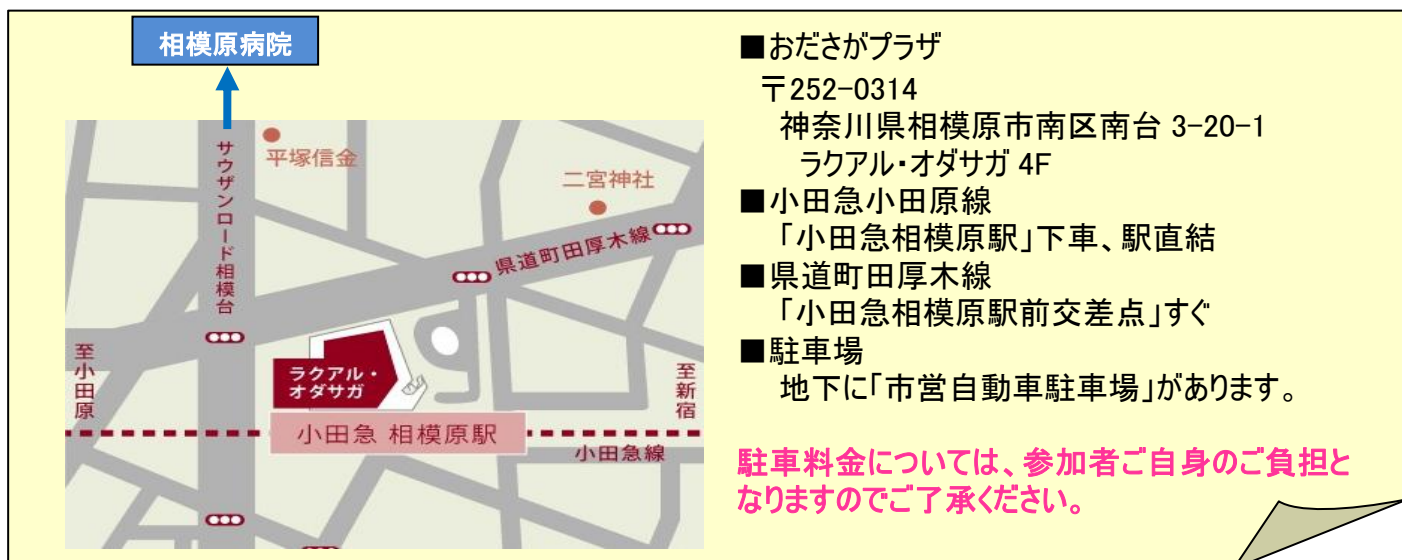 相模原病院
サウザンロード相模台
平塚信金
二宮神社
県道町田厚木線
至小田原
ラクアル・
オダサガ
至新宿
小田急 相模原駅
小田急線
■おださがプラザ
〒252-0314
神奈川県相模原市南区南台 3-20-1
ラクアル・オダサガ 4F
■小田急小田原線
「小田急相模原駅」下車、駅直結
■県道町田厚木線
「小田急相模原駅前交差点」すぐ
■駐車場
地下に「市営自動車駐車場」があります。
駐車料金については、参加者ご自身のご負担と
なりますのでご了承ください。